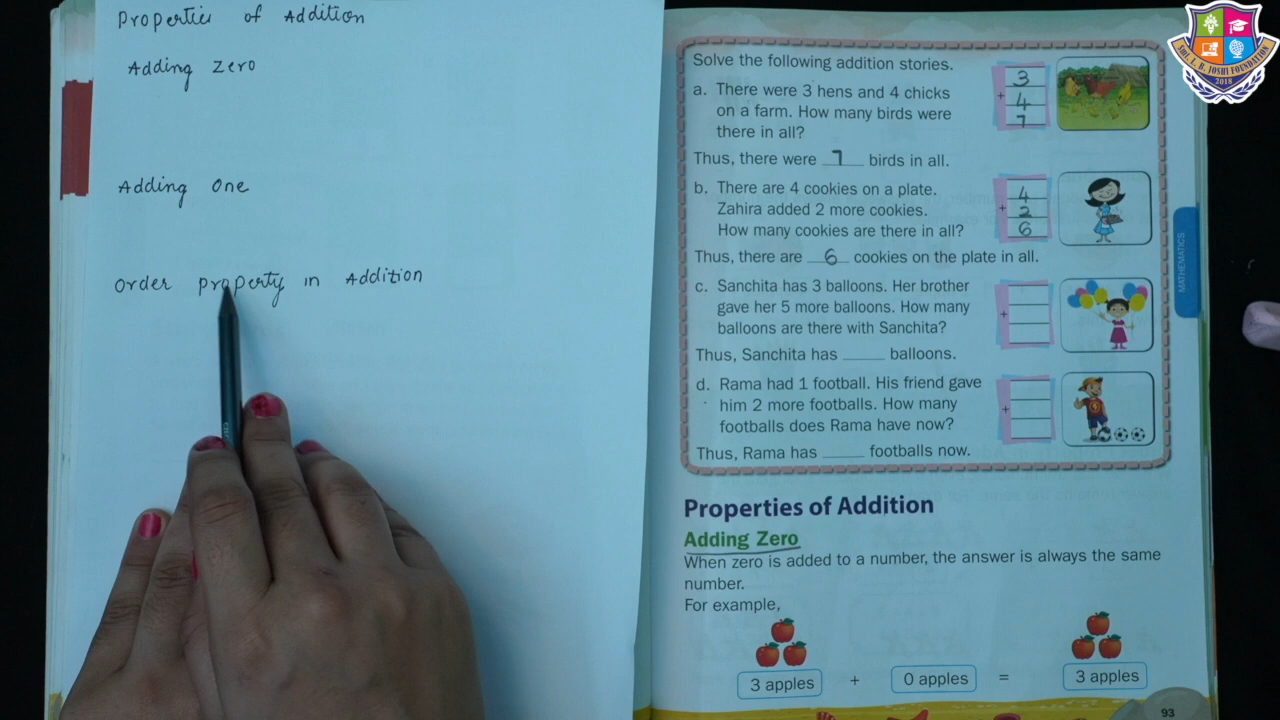 Properties of Addition
Adding Zero
Adding One
Order property in Addition
Solve the following addition stories.
a. There were 3 hens and 4 chicks
on a farm. How many birds were
there in all?
3
+ 4
7
Thus, there were 7 birds in all.
b. There are 4 cookies on a plate.
Zahira added 2 more cookies.
How many cookies are there in all?
4
+ 2
6
Thus, there are 6 cookies on the plate in all.
c. Sanchita has 3 balloons. Her brother
gave her 5 more balloons. How many
balloons are there with Sanchita?
+
Thus, Sanchita has ____ balloons.
d. Rama had 1 football. His friend gave
him 2 more footballs. How many
footballs does Rama have now?
+
Thus, Rama has ____ footballs now.
Properties of Addition
Adding Zero
When zero is added to a number, the answer is always the same
number.
For example,
3 apples + 0 apples = 3 apples
93
MATHEMATICS
SHI. L. B. JOSHI FOUNDATION
2018